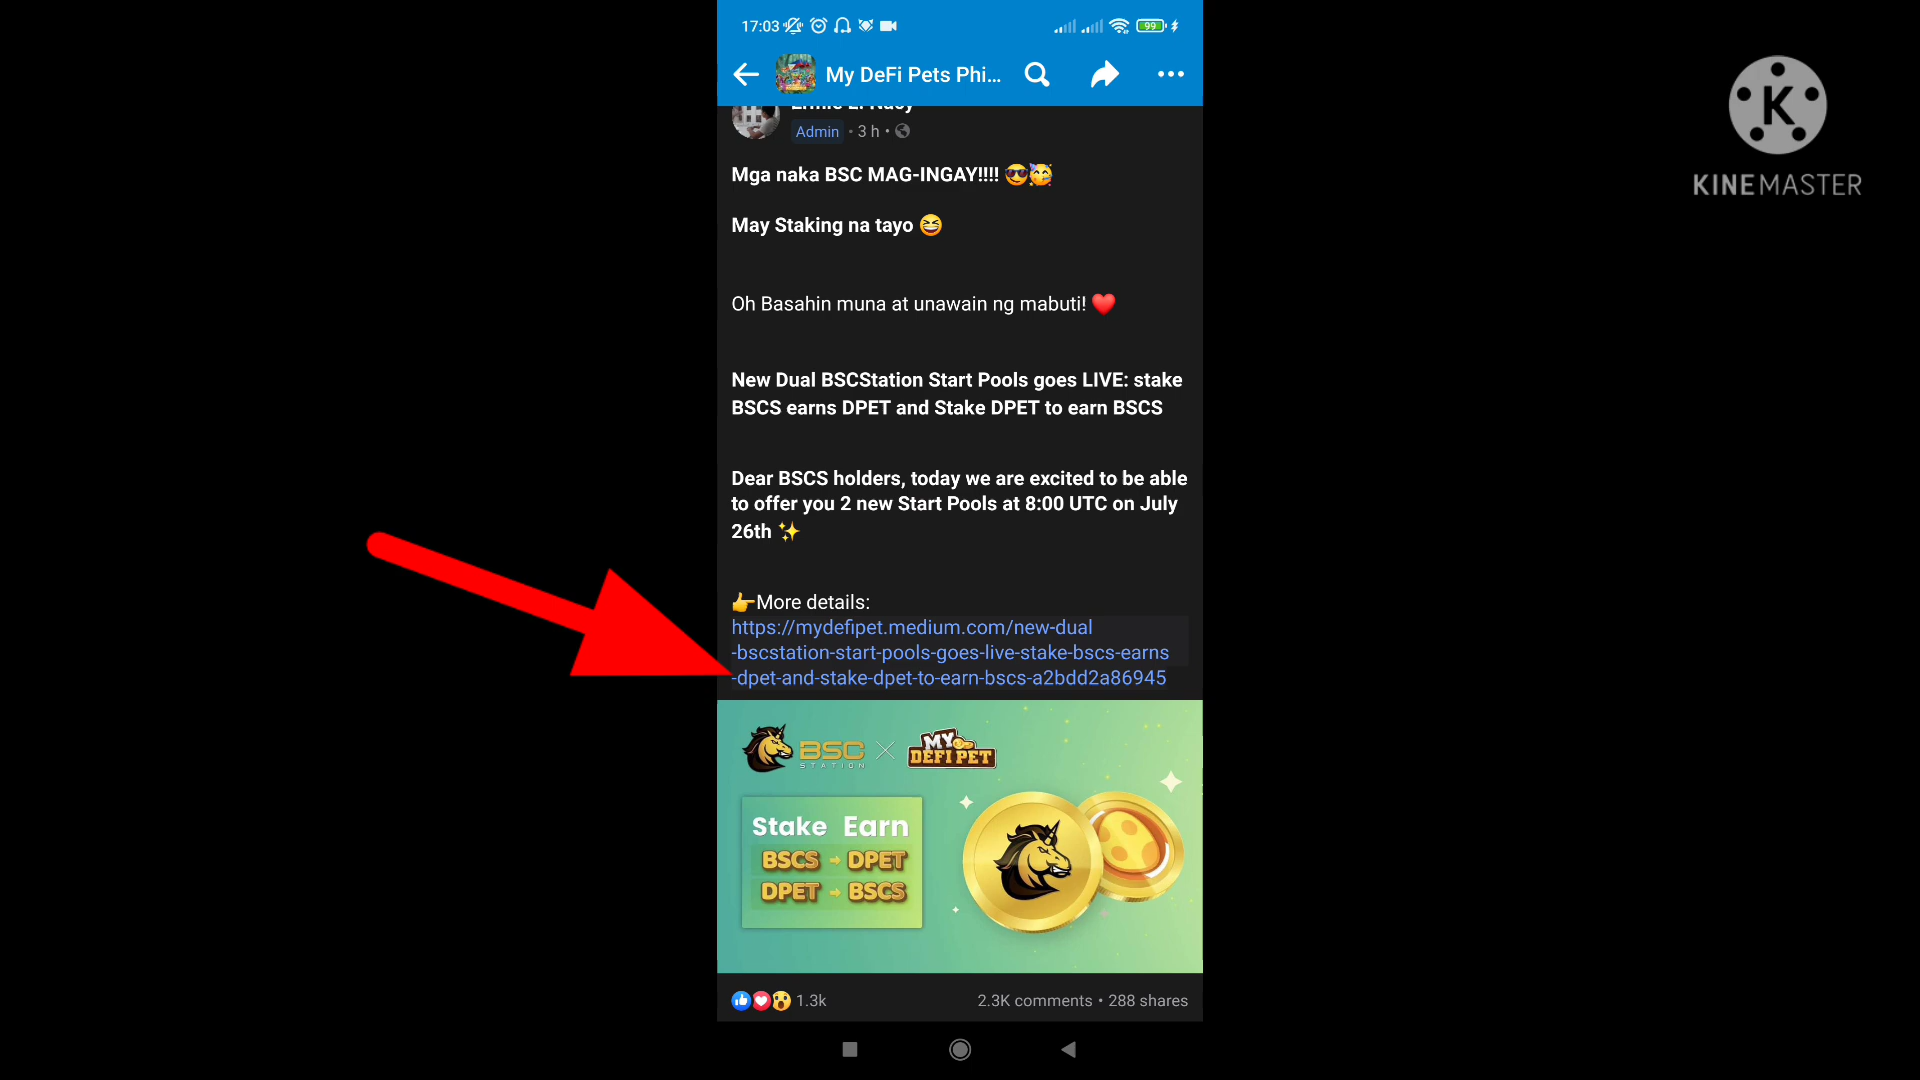 17:03
99
My DeFi Pets Phi...
Admin • 3 h •
Mga naka BSC MAG-INGAY!!!! 😎🥳
May Staking na tayo 😆
Oh Basahin muna at unawain ng mabuti! ❤️
New Dual BSCStation Start Pools goes LIVE: stake
BSCS earns DPET and Stake DPET to earn BSCS
Dear BSCS holders, today we are excited to be able
to offer you 2 new Start Pools at 8:00 UTC on July
26th ✨
👉More details:
https://mydefipet.medium.com/new-dual
-bscstation-start-pools-goes-live-stake-bscs-earns
-dpet-and-stake-dpet-to-earn-bscs-a2bdd2a86945
BSC STATION × MY DEFI PET
Stake Earn
BSCS → DPET
DPET → BSCS
1.3k
2.3K comments • 288 shares
K
KINEMASTER